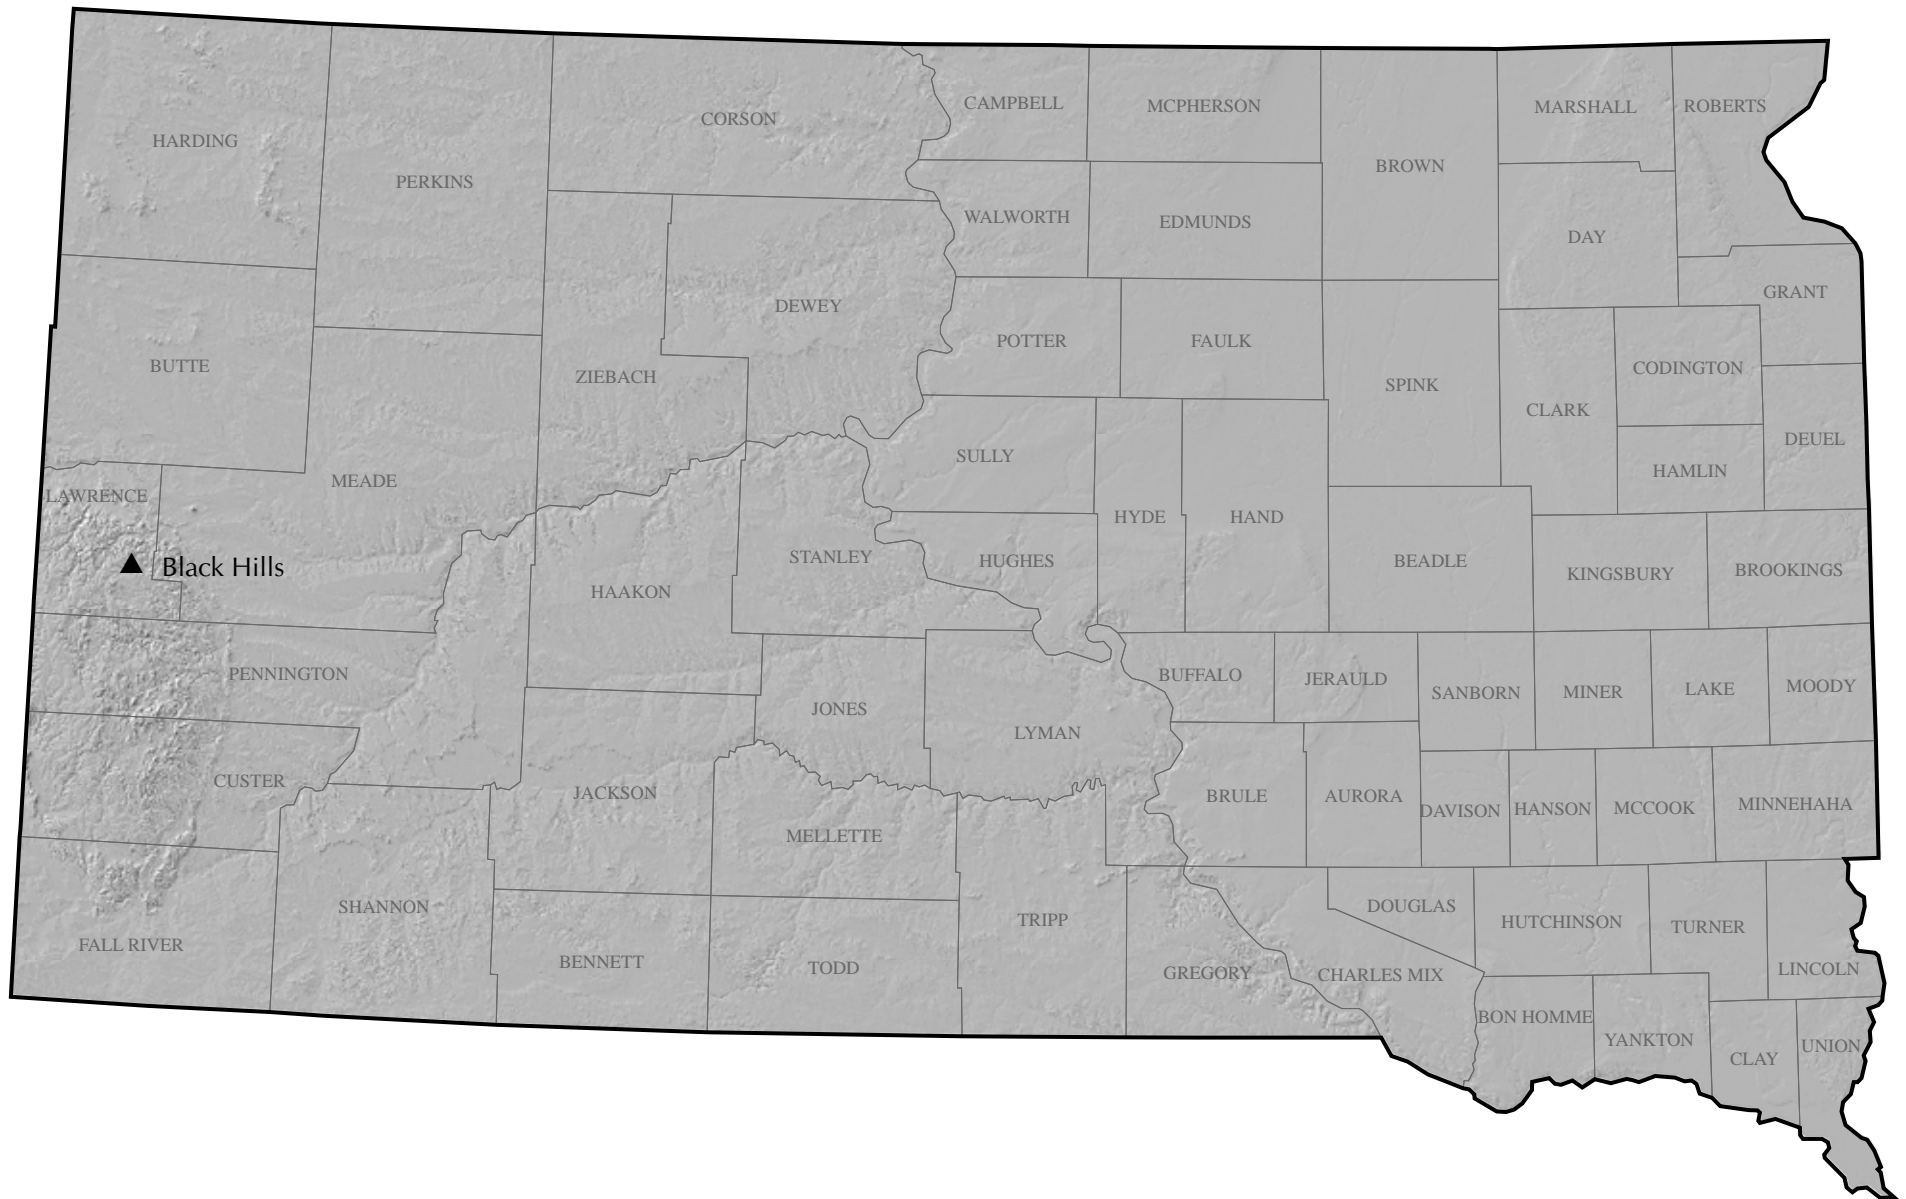 CAMPBELL
MCPHERSON
MARSHALL
ROBERTS
CORSON
HARDING
BROWN
PERKINS
WALWORTH
EDMUNDS
DAY
GRANT
DEWEY
POTTER
FAULK
BUTTE
CODINGTON
ZIEBACH
SPINK
CLARK
DEUEL
SULLY
HAMLIN
MEADE
LAWRENCE
HYDE
HAND
STANLEY
HUGHES
BEADLE
Black Hills
BROOKINGS
KINGSBURY
HAAKON
PENNINGTON
BUFFALO
JERAULD
MOODY
LAKE
SANBORN
MINER
JONES
LYMAN
CUSTER
JACKSON
BRULE
AURORA
MINNEHAHA
MCCOOK
HANSON
DAVISON
MELLETTE
SHANNON
DOUGLAS
TRIPP
HUTCHINSON
TURNER
FALL RIVER
BENNETT
TODD
LINCOLN
GREGORY
CHARLES MIX
BON HOMME
YANKTON
UNION
CLAY